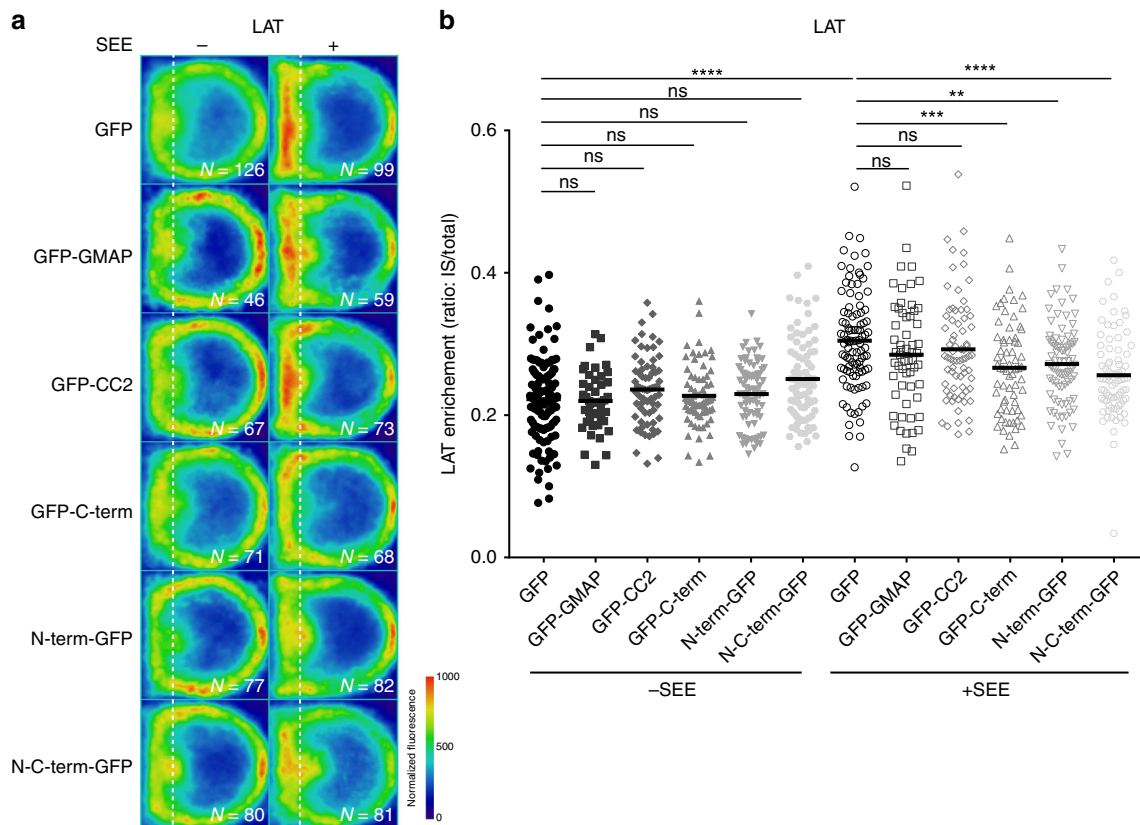 a
LAT
SEE
– +
GFP
N = 126
N = 99
GFP-GMAP
N = 46
N = 59
GFP-CC2
N = 67
N = 73
GFP-C-term
N = 71
N = 68
N-term-GFP
N = 77
N = 82
N-C-term-GFP
N = 80
N = 81
Normalized fluorescence
1000
500
0
b
LAT
LAT enrichement (ratio: IS/total)
0.6
0.4
0.2
0.0
****
ns
ns
ns
ns
ns
****
**
***
ns
ns
GFP
GFP-GMAP
GFP-CC2
GFP-C-term
N-term-GFP
N-C-term-GFP
GFP
GFP-GMAP
GFP-CC2
GFP-C-term
N-term-GFP
N-C-term-GFP
–SEE
+SEE